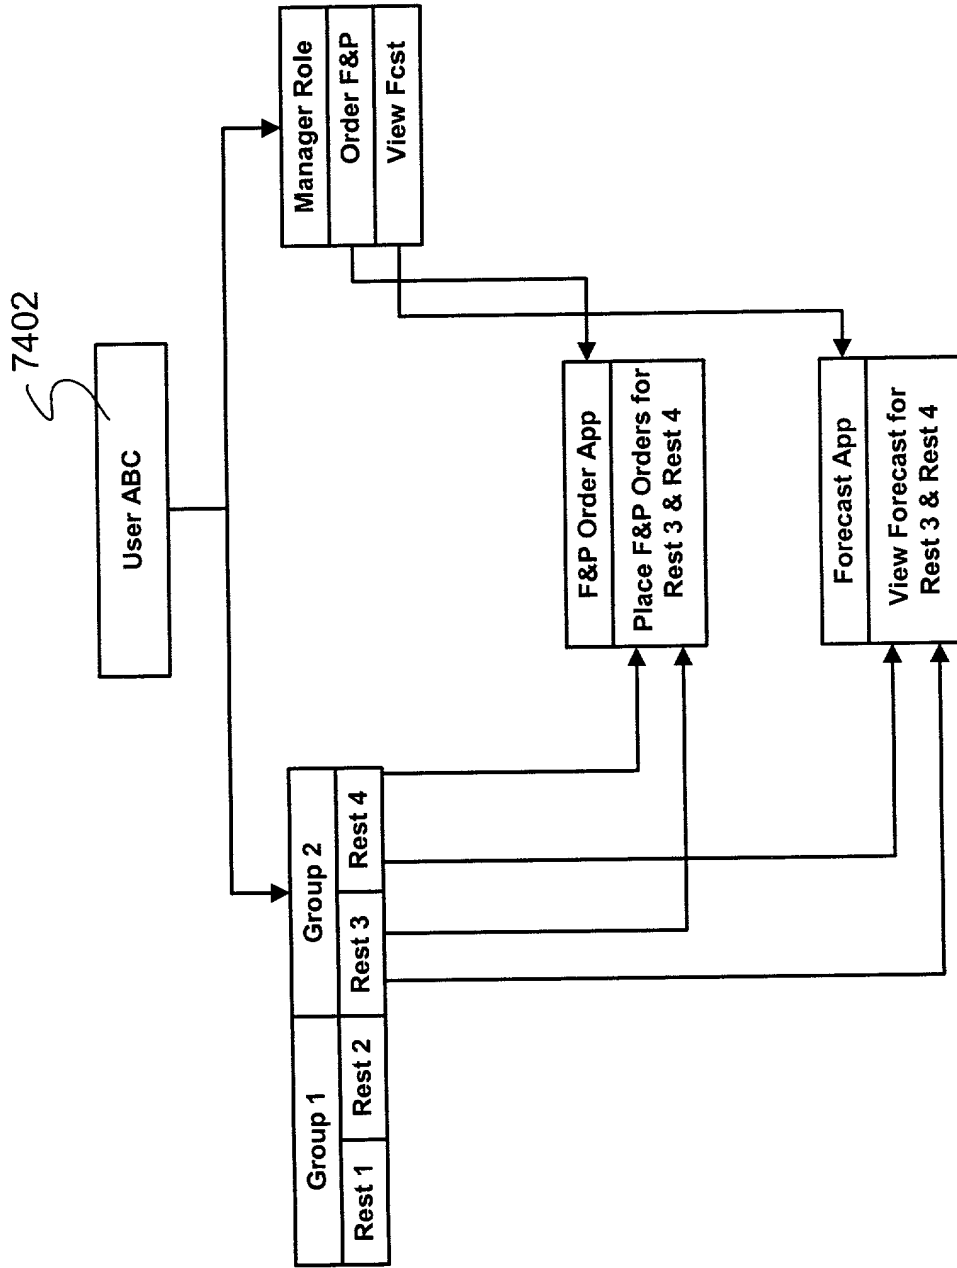 7402
User ABC
Group 1
Group 2
Rest 1
Rest 2
Rest 3
Rest 4
Manager Role
Order F&P
View Fcst
F&P Order App
Place F&P Orders for
Rest 3 & Rest 4
Forecast App
View Forecast for
Rest 3 & Rest 4